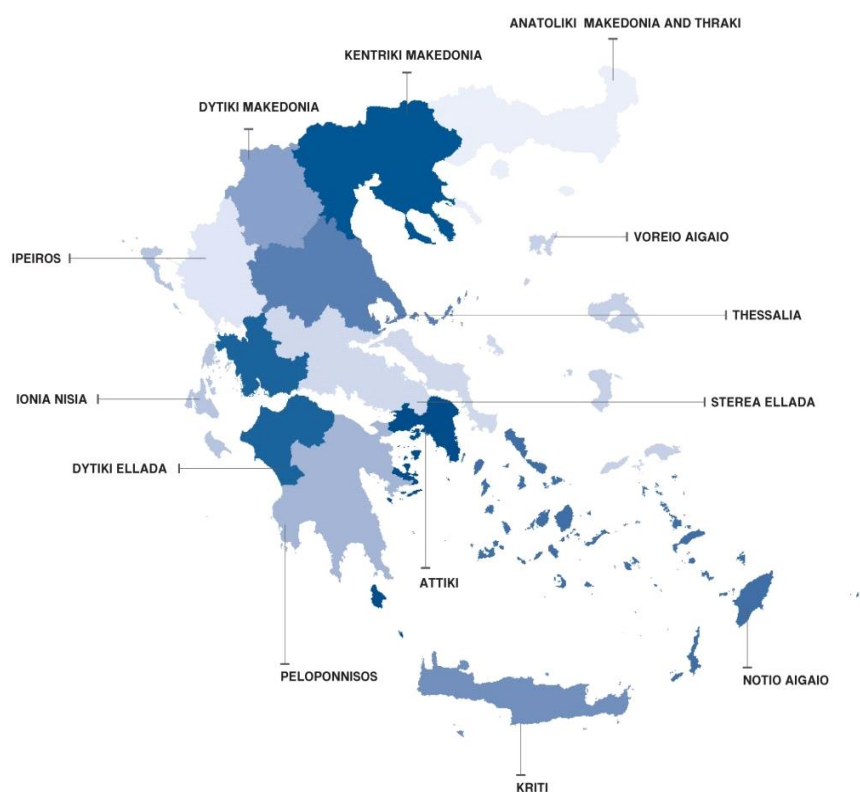 ANATOLIKI MAKEDONIA AND THRAKI
KENTRIKI MAKEDONIA
DYTIKI MAKEDONIA
VOREIO AIGAIO
IPEIROS
THESSALIA
IONIA NISIA
STEREA ELLADA
DYTIKI ELLADA
ATTIKI
PELOPONNISOS
NOTIO AIGAIO
KRITI